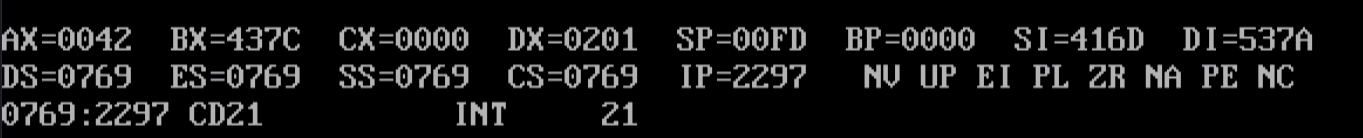 AX=0042  BX=437C  CX=0000  DX=0201  SP=00FD  BP=0000  SI=416D  DI=537A
DS=0769  ES=0769  SS=0769  CS=0769  IP=2297   NV UP EI PL ZR NA PE NC
0769:2297 CD21          INT     21